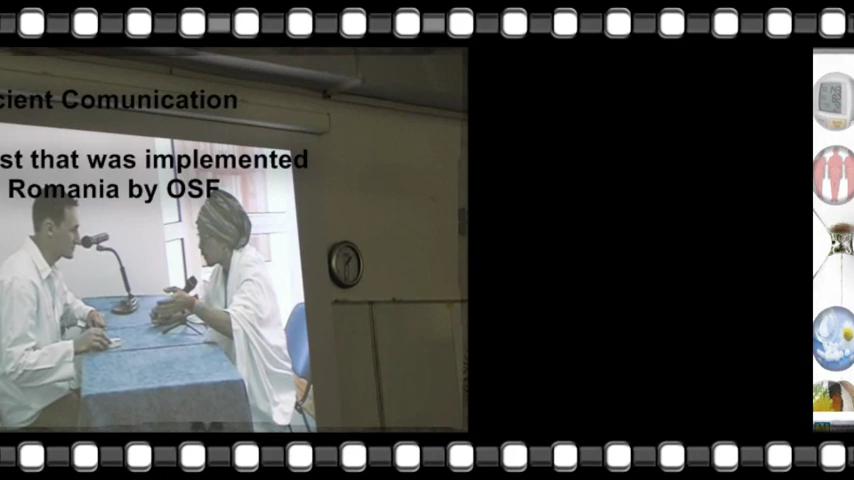 cient Comunication
st that was implemented
Romania by OSF